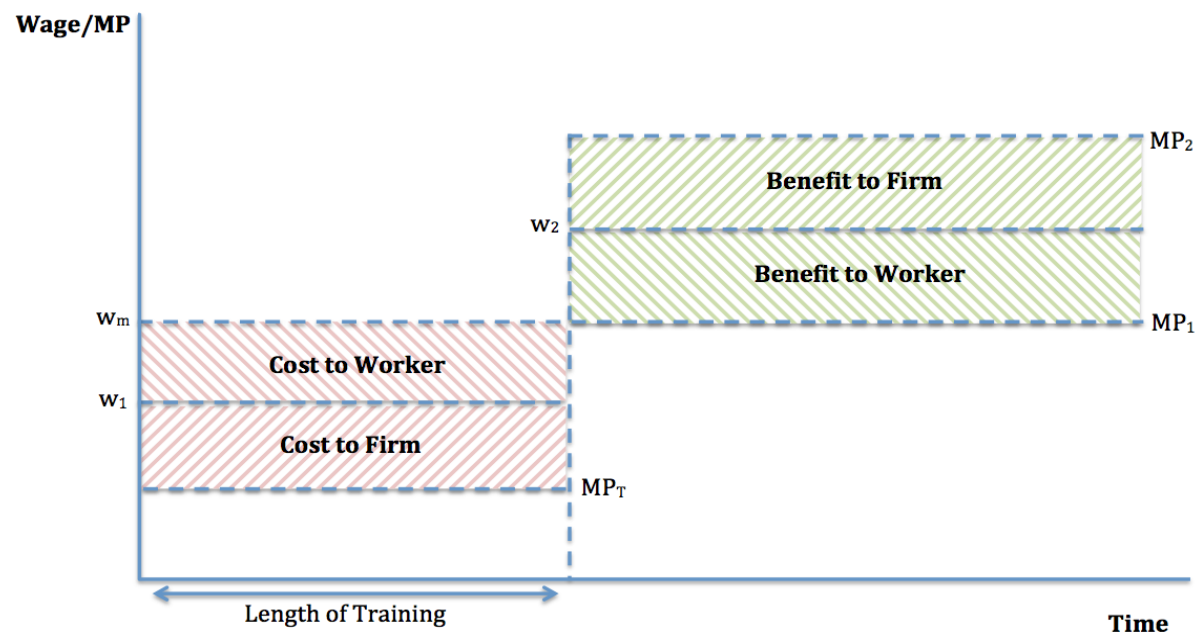 Wage/MP
MP₂
Benefit to Firm
w₂
Benefit to Worker
wₘ
MP₁
Cost to Worker
w₁
Cost to Firm
MP_T
Length of Training
Time